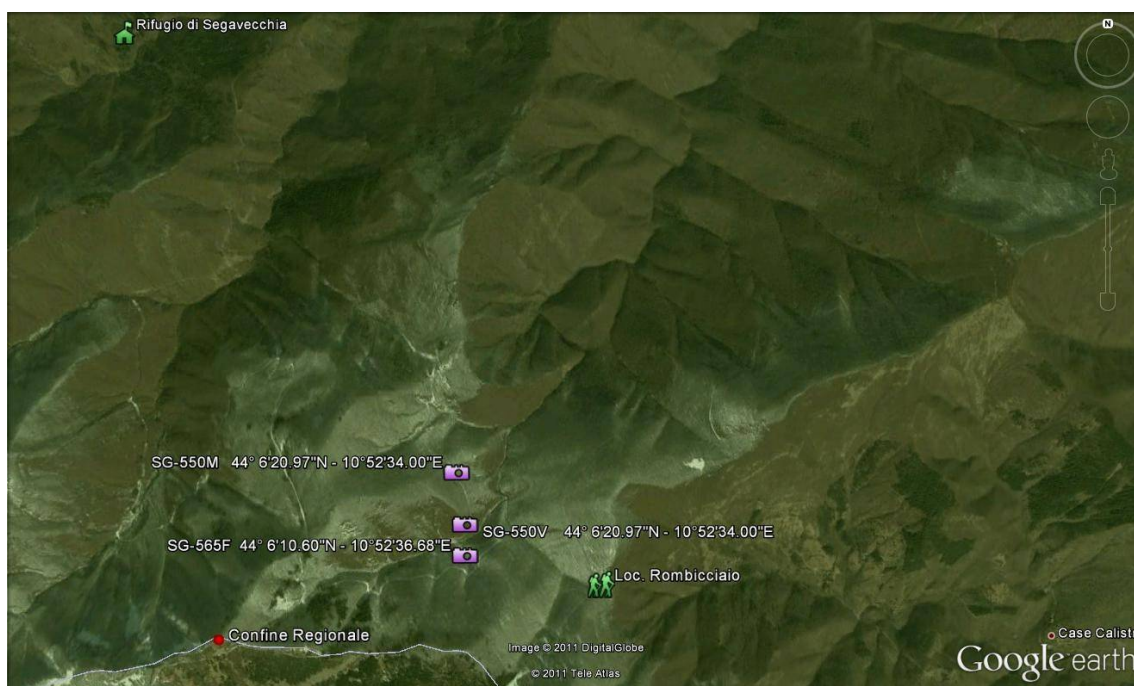 Rifugio di Segavecchia
N
SG-550M 44° 6'20.97"N - 10°52'34.00"E
SG-550V 44° 6'20.97"N - 10°52'34.00"E
SG-565F 44° 6'10.60"N - 10°52'36.68"E
Loc. Rombicciaio
Confine Regionale
Case Calisti
Image © 2011 DigitalGlobe
© 2011 Tele Atlas
Google earth